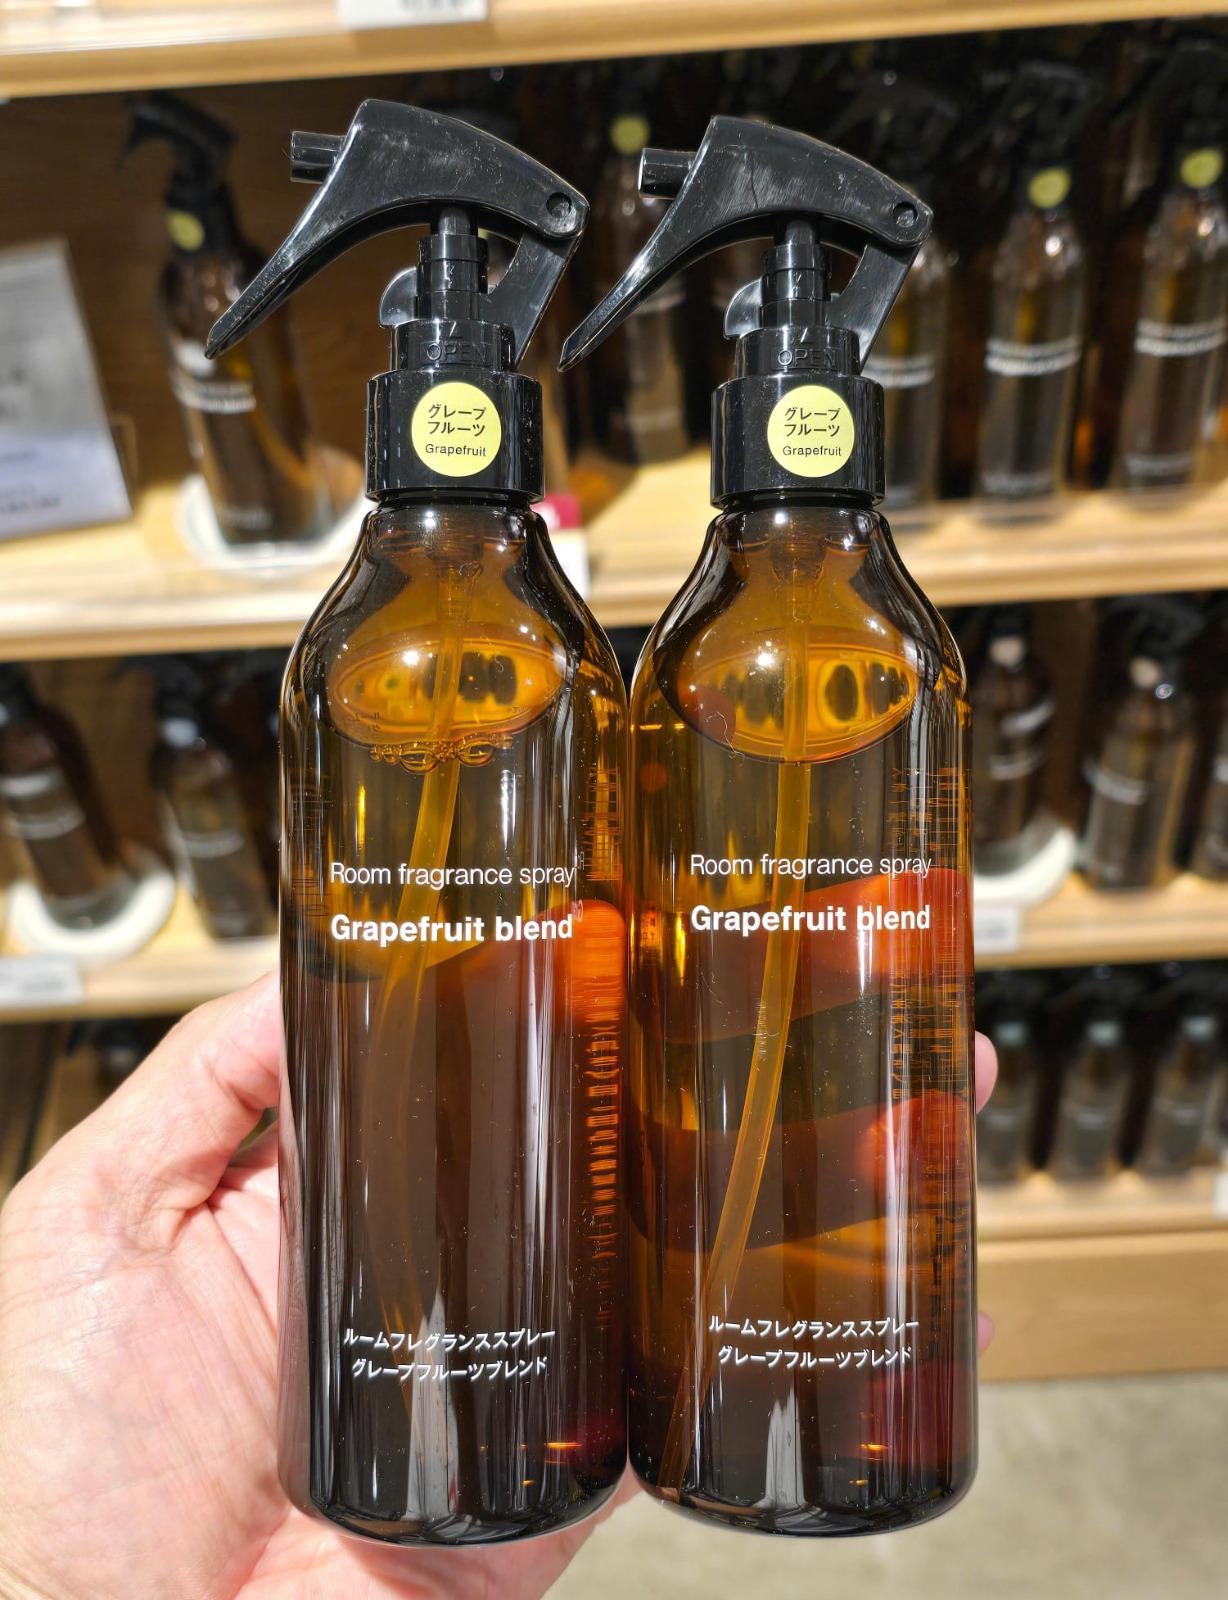 OPEN
グレープ
フルーツ
Grapefruit
Room fragrance spray
Grapefruit blend
ルームフレグランススプレー
グレープフルーツブレンド
OPEN
グレープ
フルーツ
Grapefruit
Room fragrance spray
Grapefruit blend
ルームフレグランススプレー
グレープフルーツブレンド